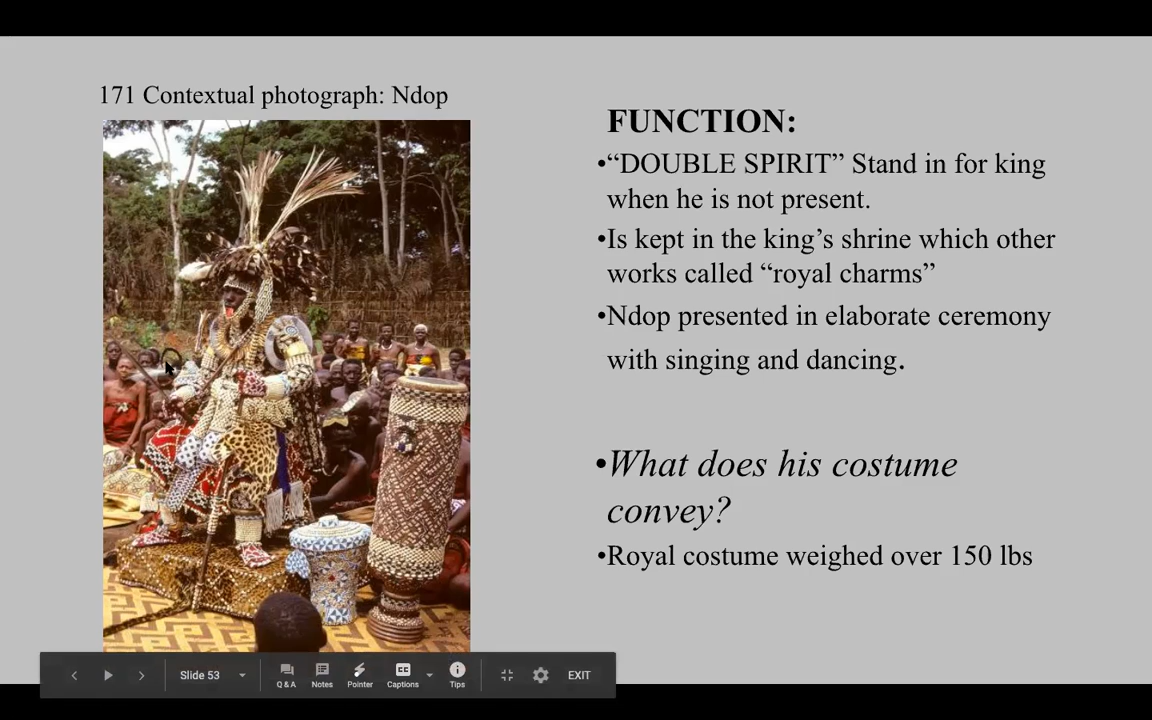 171 Contextual photograph: Ndop
FUNCTION:
•“DOUBLE SPIRIT” Stand in for king
when he is not present.
•Is kept in the king’s shrine which other
works called “royal charms”
•Ndop presented in elaborate ceremony
with singing and dancing.
•What does his costume
convey?
•Royal costume weighed over 150 lbs
Slide 53
Q & A
Notes
Pointer
CC
Captions
Tips
EXIT